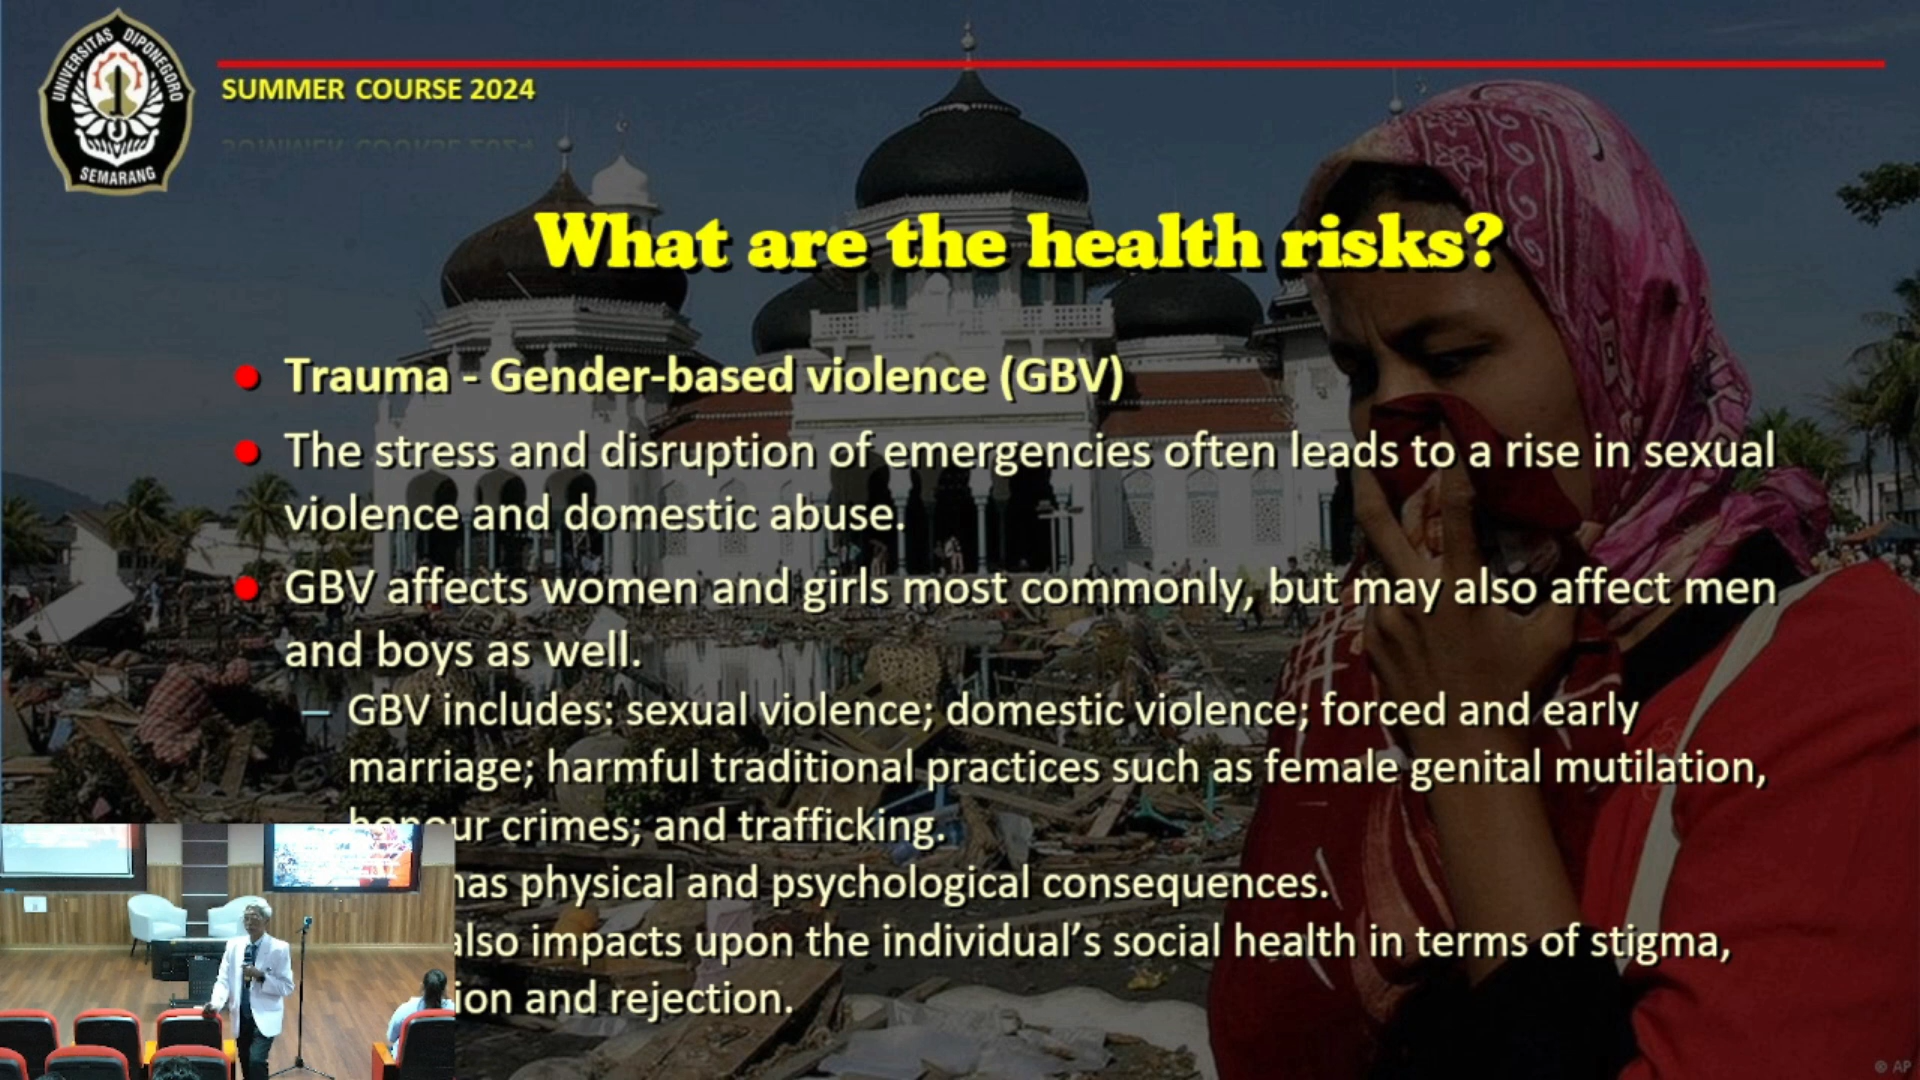 UNIVERSITAS DIPONEGORO
SEMARANG
SUMMER COURSE 2024
What are the health risks?
Trauma - Gender-based violence (GBV)
The stress and disruption of emergencies often leads to a rise in sexual
violence and domestic abuse.
GBV affects women and girls most commonly, but may also affect men
and boys as well.
– GBV includes: sexual violence; domestic violence; forced and early
marriage; harmful traditional practices such as female genital mutilation,
honour crimes; and trafficking.
has physical and psychological consequences.
also impacts upon the individual's social health in terms of stigma,
and rejection.
© AP